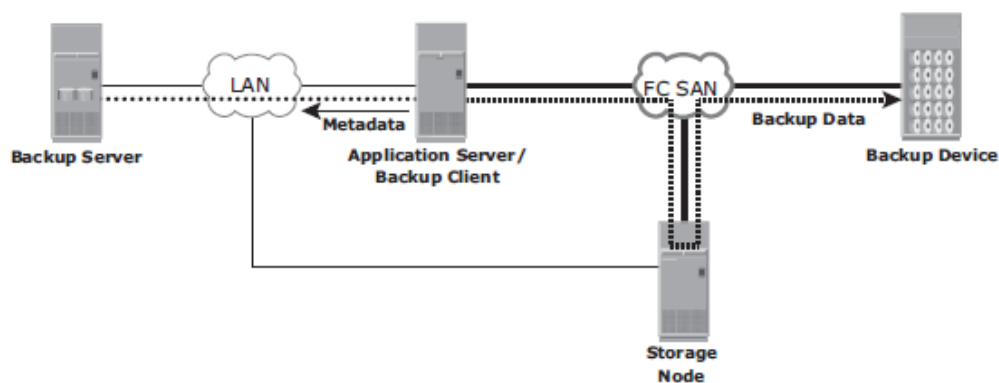 LAN
FC SAN
Metadata
Backup Data
Backup Server
Application Server/
Backup Client
Backup Device
Storage
Node